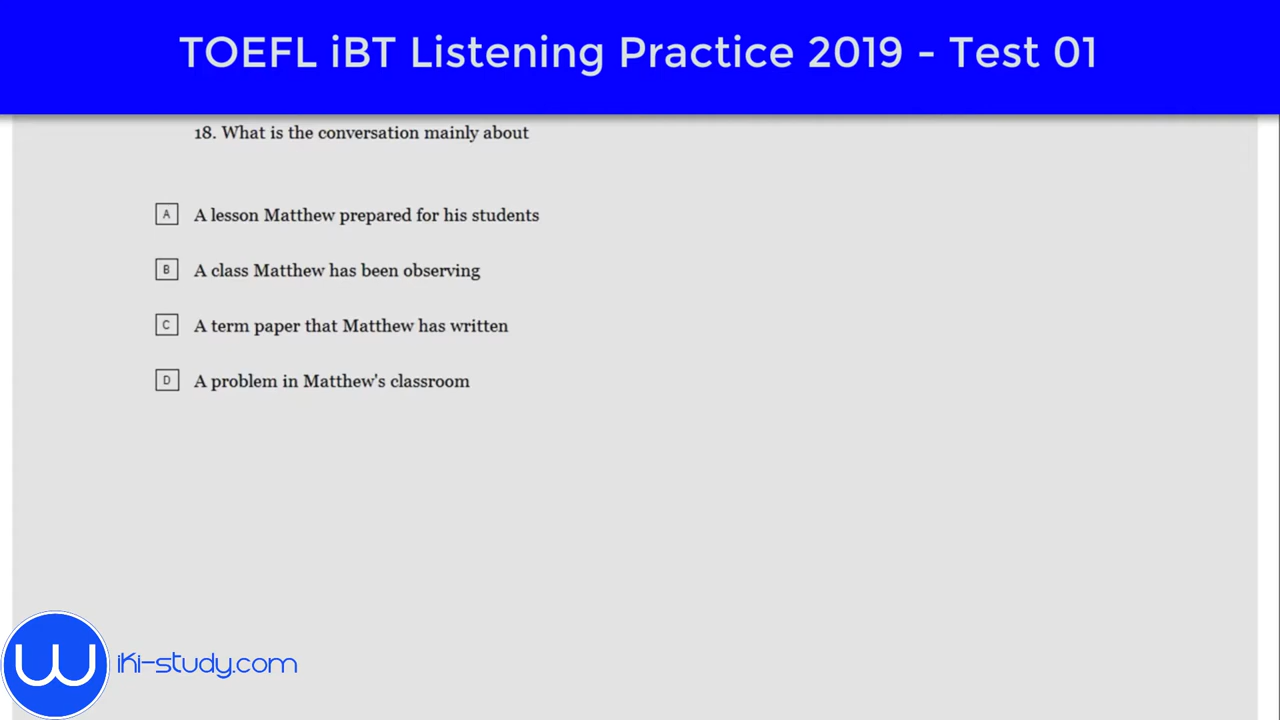 TOEFL iBT Listening Practice 2019 - Test 01
18. What is the conversation mainly about
A A lesson Matthew prepared for his students
B A class Matthew has been observing
C A term paper that Matthew has written
D A problem in Matthew's classroom
W iki-study.com